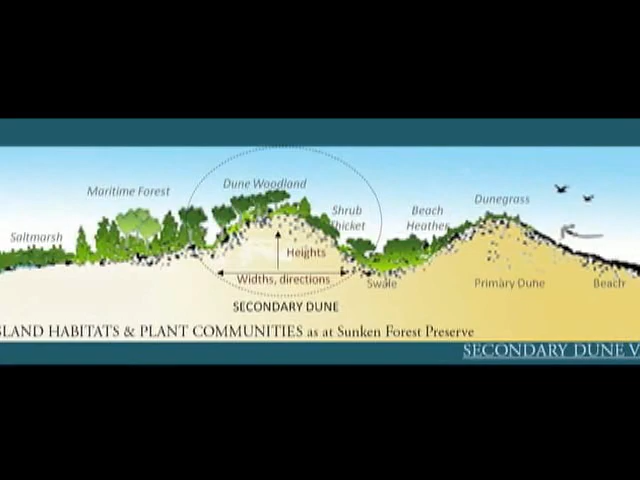 Dune Woodland
Maritime Forest
Dunegrass
Shrub
Thicket
Beach
Heather
Saltmarsh
Heights
Widths, directions
Swale
Primary Dune
Beach
SECONDARY DUNE
SLAND HABITATS & PLANT COMMUNITIES as at Sunken Forest Preserve
SECONDARY DUNE V